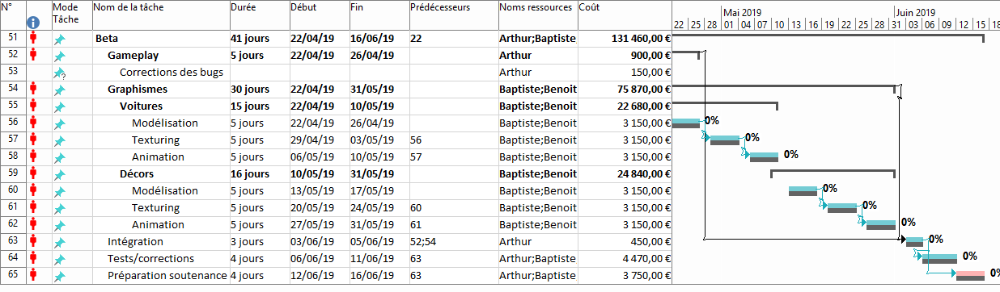 N° Mode Tâche Nom de la tâche Durée Début Fin Prédécesseurs Noms ressources Coût
Mai 2019 Juin 2019
22 25 28 01 04 07 10 13 16 19 22 25 28 31 03 06 09 12 15 18
51 Beta 41 jours 22/04/19 16/06/19 22 Arthur;Baptiste 131 460,00 €
52 Gameplay 5 jours 22/04/19 26/04/19 Arthur 900,00 €
53 ? Corrections des bugs Arthur 150,00 €
54 Graphismes 30 jours 22/04/19 31/05/19 Baptiste;Benoit 75 870,00 €
55 Voitures 15 jours 22/04/19 10/05/19 Baptiste;Benoit 22 680,00 €
56 Modélisation 5 jours 22/04/19 26/04/19 Baptiste;Benoit 3 150,00 € 0%
57 Texturing 5 jours 29/04/19 03/05/19 56 Baptiste;Benoit 3 150,00 € 0%
58 Animation 5 jours 06/05/19 10/05/19 57 Baptiste;Benoit 3 150,00 € 0%
59 Décors 16 jours 10/05/19 31/05/19 Baptiste;Benoit 24 840,00 €
60 Modélisation 5 jours 13/05/19 17/05/19 Baptiste;Benoit 3 150,00 € 0%
61 Texturing 5 jours 20/05/19 24/05/19 60 Baptiste;Benoit 3 150,00 € 0%
62 Animation 5 jours 27/05/19 31/05/19 61 Baptiste;Benoit 3 150,00 € 0%
63 Intégration 3 jours 03/06/19 05/06/19 52;54 Arthur 450,00 € 0%
64 Tests/corrections 4 jours 06/06/19 11/06/19 63 Arthur;Baptiste 4 470,00 € 0%
65 Préparation soutenance 4 jours 12/06/19 16/06/19 63 Arthur;Baptiste 3 750,00 € 0%